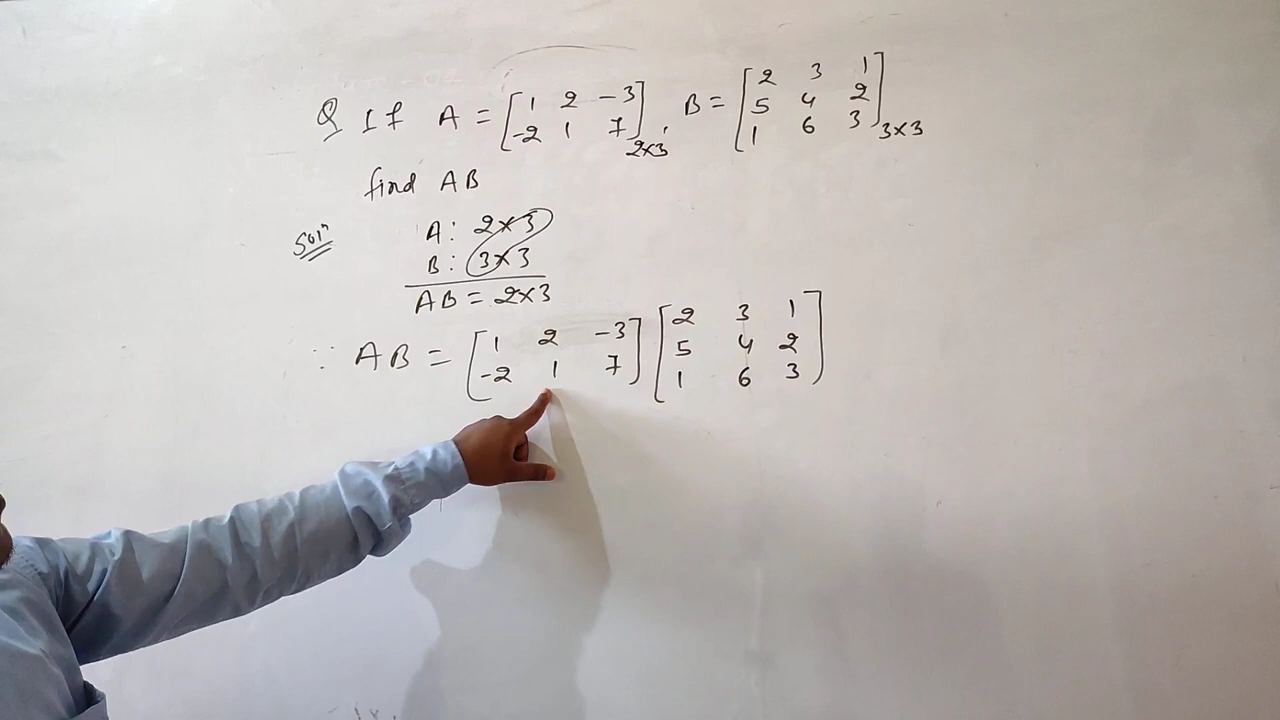 Q If A = [1 2 -3
-2 1 7]2×3, B = [2 3 1
5 4 2
1 6 3]3×3
find AB
Solⁿ A: 2×3
B: 3×3
AB = 2×3
∵ AB = [1 2 -3
-2 1 7] [2 3 1
5 4 2
1 6 3]